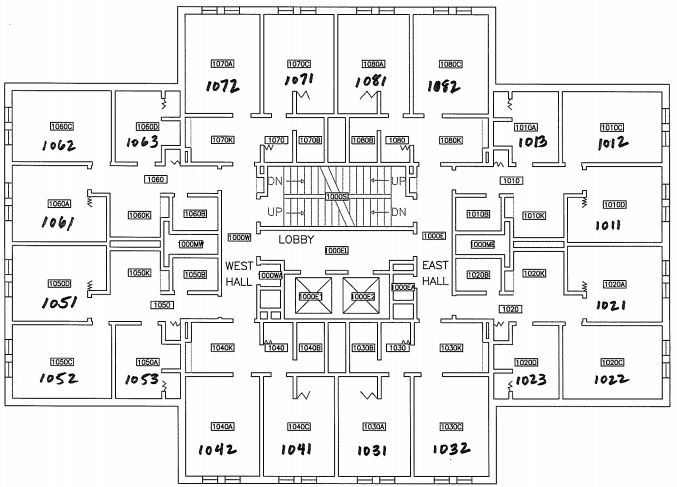 1070A 1070C 1080A 1080C
1072 1071 1081 1082
1060C 1060D 1010A 1010C
1062 1063 1013 1012
1070K 1070 1070B 1080B 1080 1080K
1060 1010
DN UP
1000S1
1060A 1010D
1061 1011
1060K 1060B 1010B 1010K
UP DN
1000W LOBBY 1000E
1000MW 1000EL 1000ME
WEST HALL EAST HALL
1050D 1050K 1050B 1000WA 1000EA 1020B 1020K 1020A
1051 1021
1000E1 1000E2
1050 1020
1040K 1040 1040B 1030B 1030 1030K
1050C 1050A 1020D 1020C
1052 1053 1023 1022
1040A 1040C 1030A 1030C
1042 1041 1031 1032